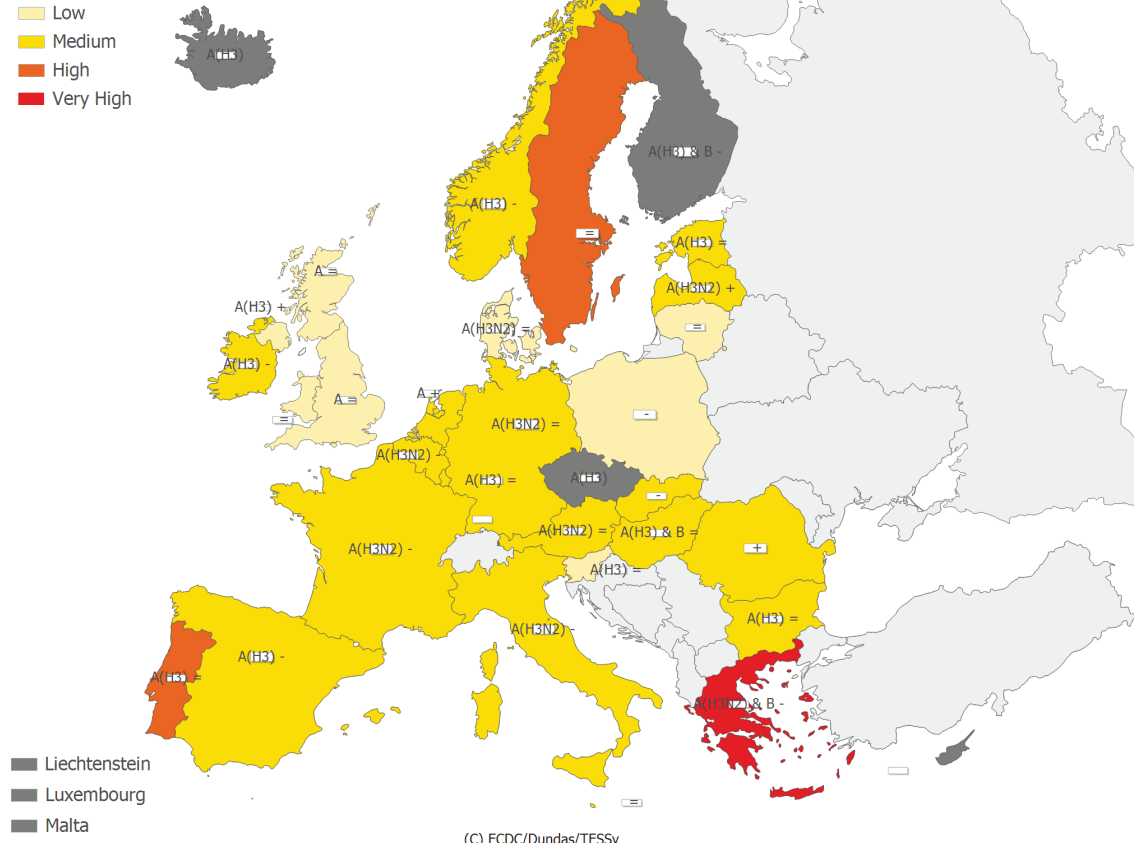 Low
Medium
High
Very High
A(H3)
A(H3) & B -
A(H3) -
=
A(H3) =
A =
A(H3N2) +
A(H3) +
A(H3N2) =
=
A(H3) -
A +
A =
=
-
A(H3N2) =
A(H3N2) -
A(H3) =
A(H3)
-
A(H3N2) =
A(H3) & B =
A(H3N2) -
+
A(H3) =
A(H3) =
A(H3N2) -
A(H3) -
A(H3) =
A(H3N2) & B -
Liechtenstein
Luxembourg
Malta
=
(C) ECDC/Dundas/TESSy